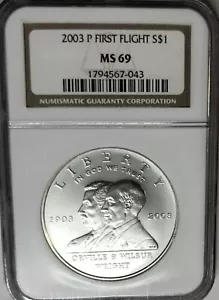 2003 P FIRST FLIGHT S$1
MS 69
1794567-043
NUMISMATIC GUARANTY CORPORATION
LIBERTY
IN GOD WE TRUST
1903 2003
ORVILLE & WILBUR
WRIGHT